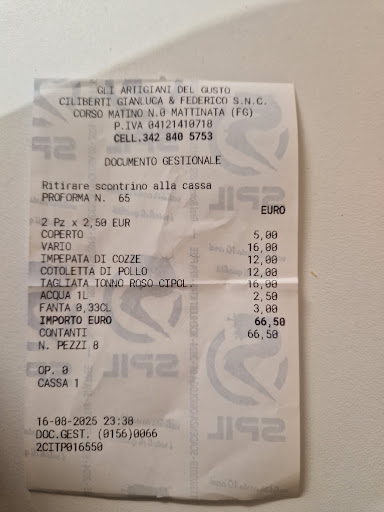 GLI ARTIGIANI DEL GUSTO
CILIBERTI GIANLUCA & FEDERICO S.N.C.
CORSO MATINO N.0 MATTINATA (FG)
P.IVA 04121410718
CELL.342 840 5753
DOCUMENTO GESTIONALE
Ritirare scontrino alla cassa
PROFORMA N. 65
EURO
2 Pz x 2,50 EUR
COPERTO 5,00
VARIO 16,00
IMPEPATA DI COZZE 12,00
COTOLETTA DI POLLO 12,00
TAGLIATA TONNO ROSO CIPOL. 16,00
ACQUA 1L 2,50
FANTA 0,33CL 3,00
IMPORTO EURO 66,50
CONTANTI 66,50
N. PEZZI 8
OP. 0
CASSA 1
16-08-2025 23:38
DOC.GEST. (0156)0066
2CITP016550
SPIL
SPIL
SPIL
SPIL